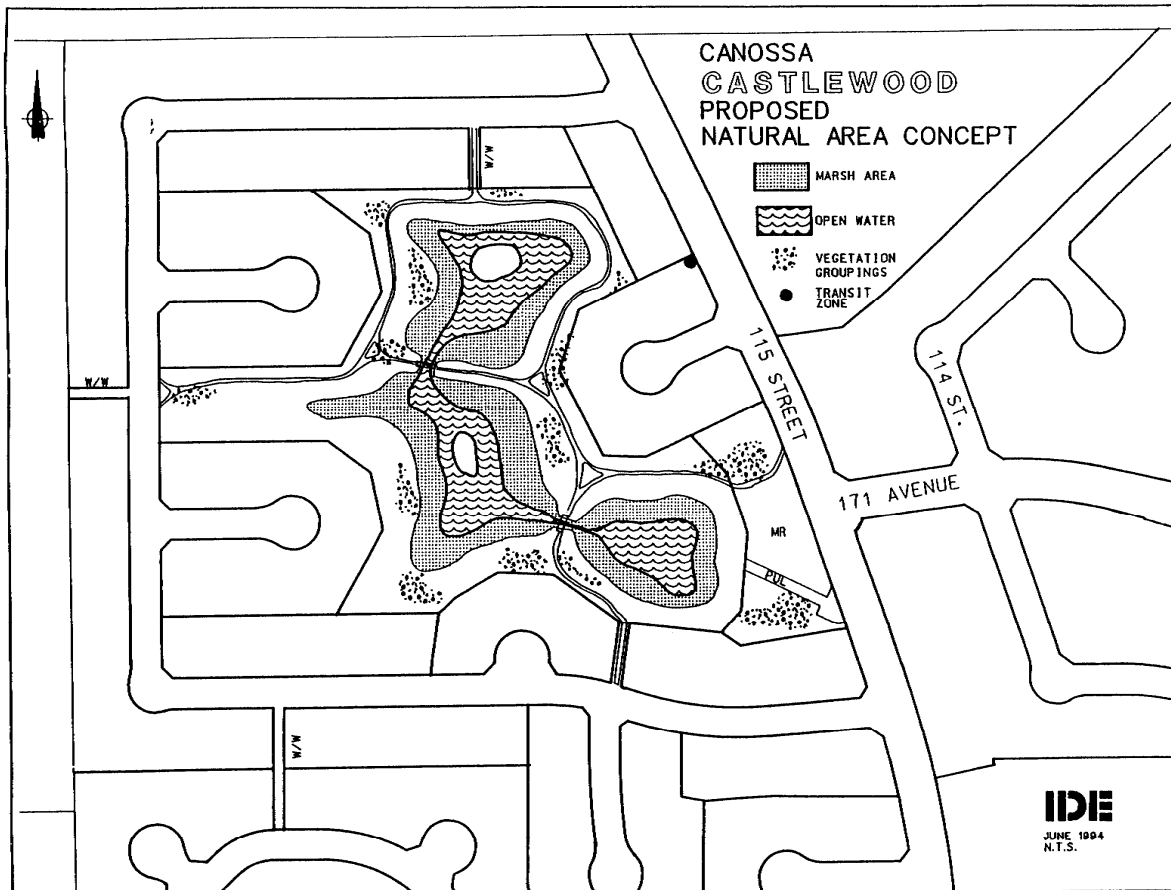 CANOSSA
CASTLEWOOD
PROPOSED
NATURAL AREA CONCEPT
MARSH AREA
OPEN WATER
VEGETATION
GROUPINGS
TRANSIT
ZONE
W/W
W/W
115 STREET
114 ST.
171 AVENUE
MR
PUL
W/W
IDE
JUNE 1994
N.T.S.